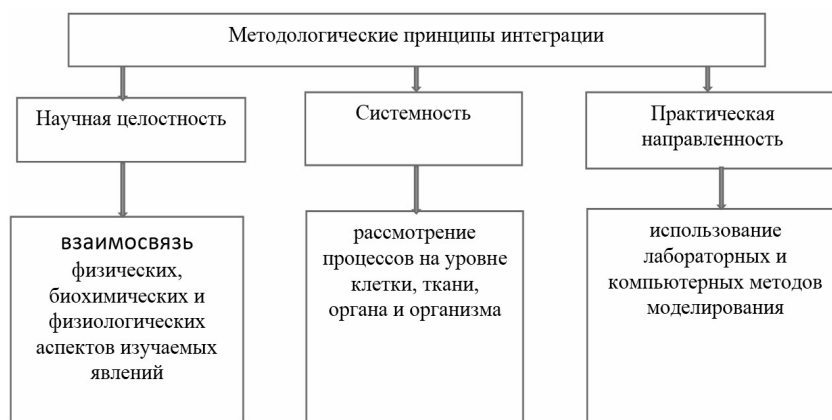 Методологические принципы интеграции
Научная целостность
Системность
Практическая
направленность
взаимосвязь
физических,
биохимических и
физиологических
аспектов изучаемых
явлений
рассмотрение
процессов на уровне
клетки, ткани,
органа и организма
использование
лабораторных и
компьютерных методов
моделирования